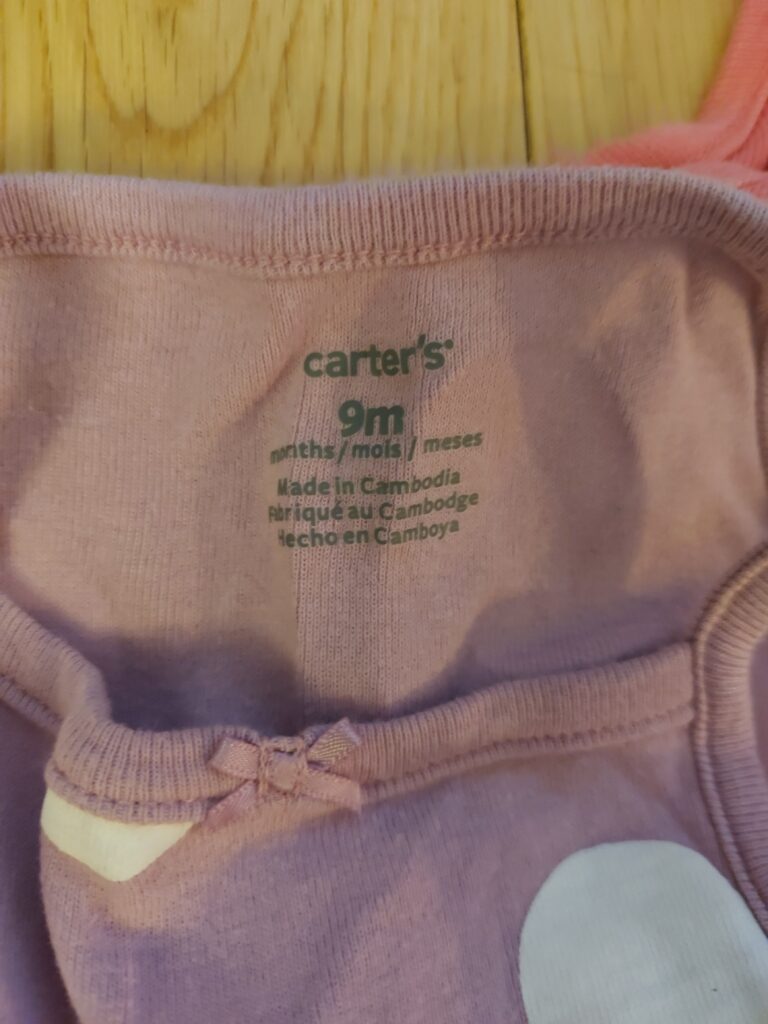 carter's®
9m
months/mois / meses
Made in Cambodia
Fabriqué au Cambodge
Hecho en Camboya